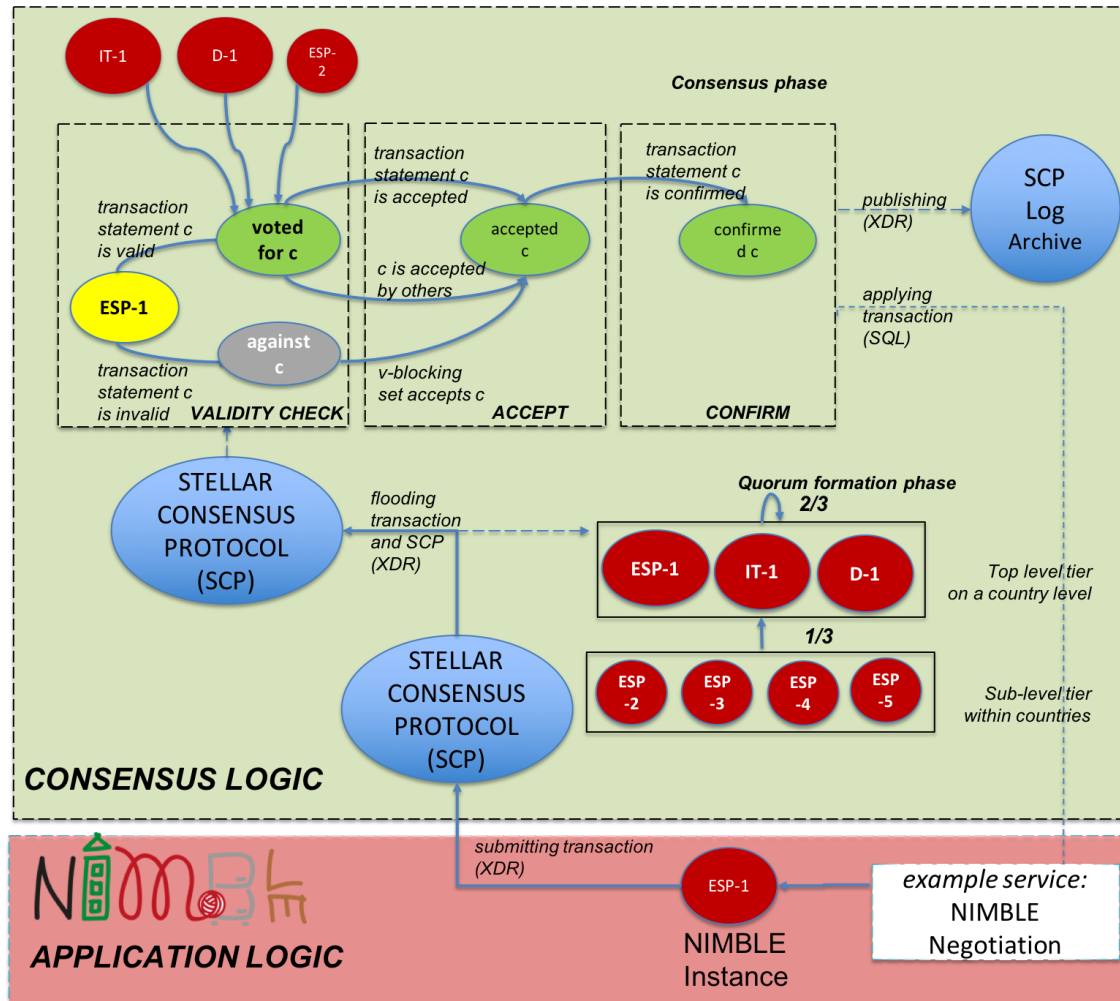 IT-1
D-1
ESP-
2
Consensus phase
transaction
statement c
is accepted
transaction
statement c
is confirmed
SCP
Log
Archive
transaction
statement c
is valid
voted
for c
accepted
c
confirme
d c
publishing
(XDR)
c is accepted
by others
ESP-1
applying
transaction
(SQL)
against
c
transaction
statement c
is invalid
v-blocking
set accepts c
VALIDITY CHECK
ACCEPT
CONFIRM
STELLAR
CONSENSUS
PROTOCOL
(SCP)
flooding
transaction
and SCP
(XDR)
Quorum formation phase
2/3
ESP-1
IT-1
D-1
Top level tier
on a country level
1/3
STELLAR
CONSENSUS
PROTOCOL
(SCP)
ESP
-2
ESP
-3
ESP
-4
ESP
-5
Sub-level tier
within countries
CONSENSUS LOGIC
NIMBLE
submitting transaction
(XDR)
ESP-1
example service:
NIMBLE
Negotiation
NIMBLE
Instance
APPLICATION LOGIC